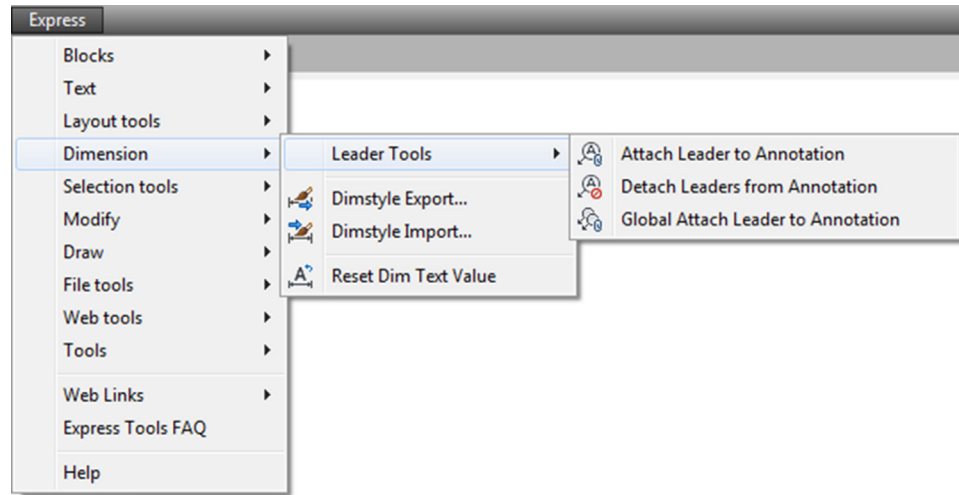 Express
Blocks
Text
Layout tools
Dimension
Selection tools
Modify
Draw
File tools
Web tools
Tools
Web Links
Express Tools FAQ
Help
Leader Tools
Dimstyle Export...
Dimstyle Import...
Reset Dim Text Value
Attach Leader to Annotation
Detach Leaders from Annotation
Global Attach Leader to Annotation